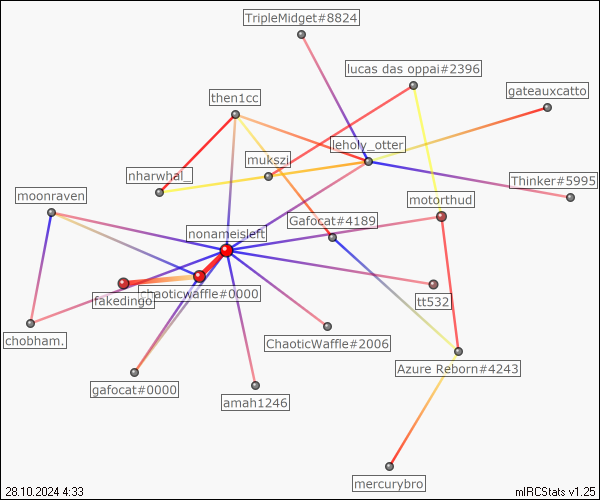 TripleMidget#8824
lucas das oppai#2396
gateauxcatto
then1cc
leholy_otter
mukszi
nharwhal_
Thinker#5995
moonraven
motorthud
Gafocat#4189
nonameisleft
chaoticwaffle#0000
fakedingo
tt532
chobham.
ChaoticWaffle#2006
Azure Reborn#4243
gafocat#0000
amah1246
mercurybro
28.10.2024 4:33
mIRCStats v1.25